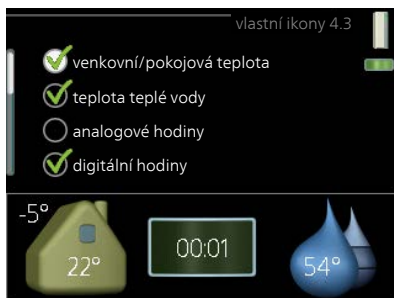 vlastní ikony 4.3
venkovní/pokojová teplota
teplota teplé vody
analogové hodiny
digitální hodiny
-5°
22°
00:01
54°